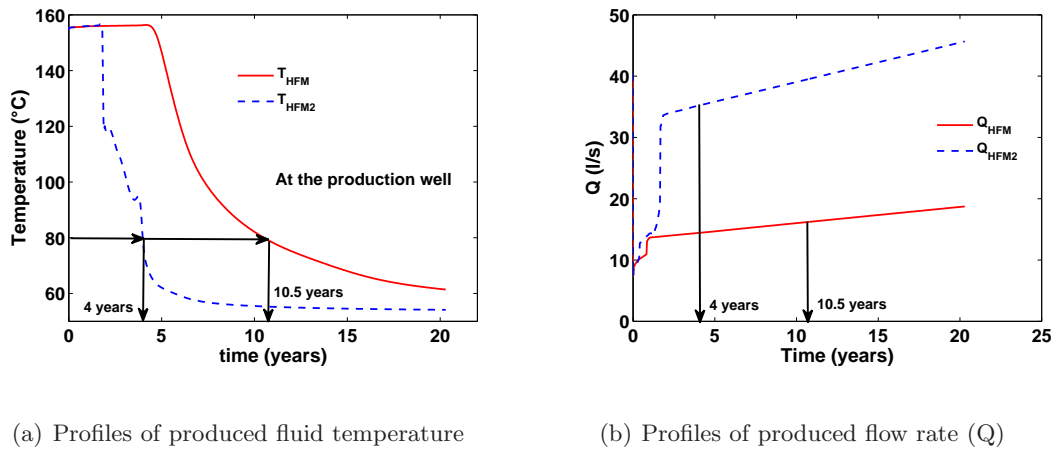 160
140
120
100
80
60
0
5
10
15
20
Temperature (°C)
time (years)
T_HFM
T_HFM2
At the production well
4 years
10.5 years
50
40
30
20
10
0
0
5
10
15
20
25
Q (l/s)
Time (years)
Q_HFM
Q_HFM2
4 years
10.5 years
(a) Profiles of produced fluid temperature
(b) Profiles of produced flow rate (Q)